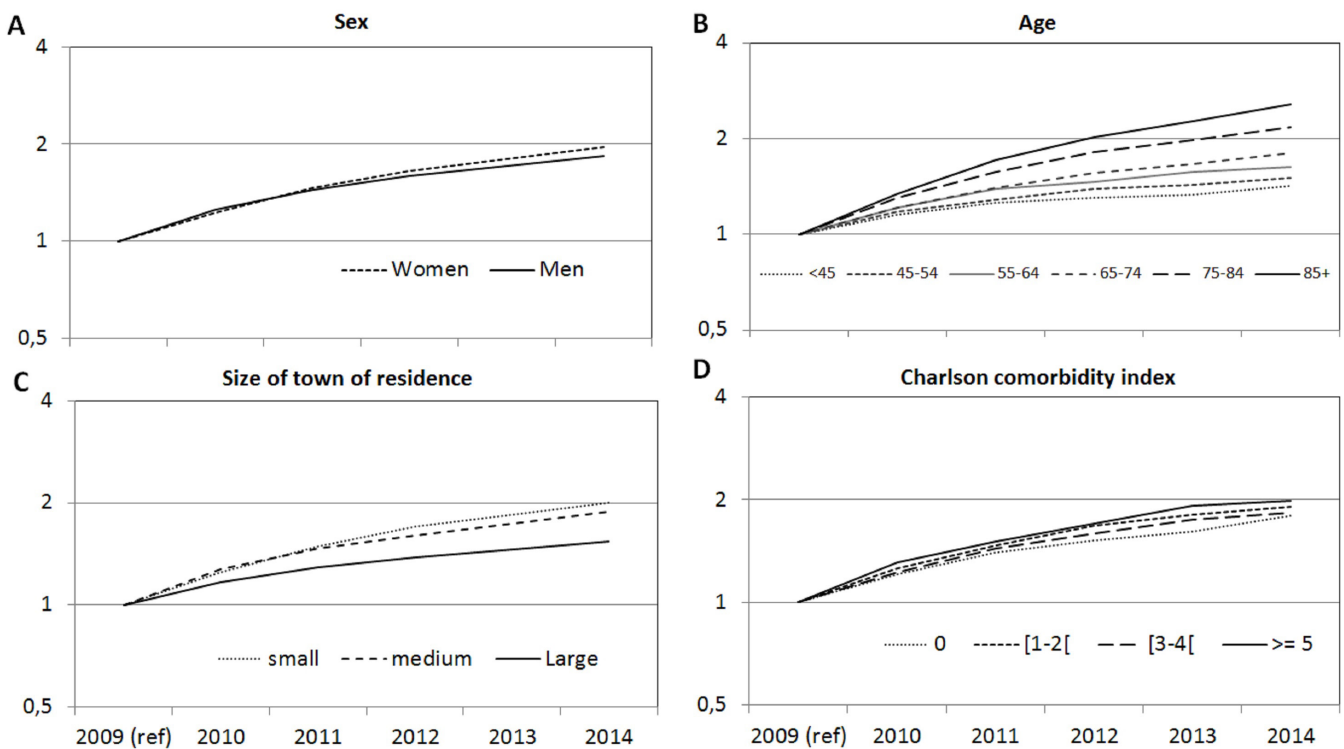 A
Sex
4
2
1
0,5
Women Men
B
Age
4
2
1
0,5
<45 45-54 55-64 65-74 75-84 85+
C
Size of town of residence
4
2
1
0,5
small medium Large
2009 (ref) 2010 2011 2012 2013 2014
D
Charlson comorbidity index
4
2
1
0,5
0 [1-2[ [3-4[ >= 5
2009 (ref) 2010 2011 2012 2013 2014